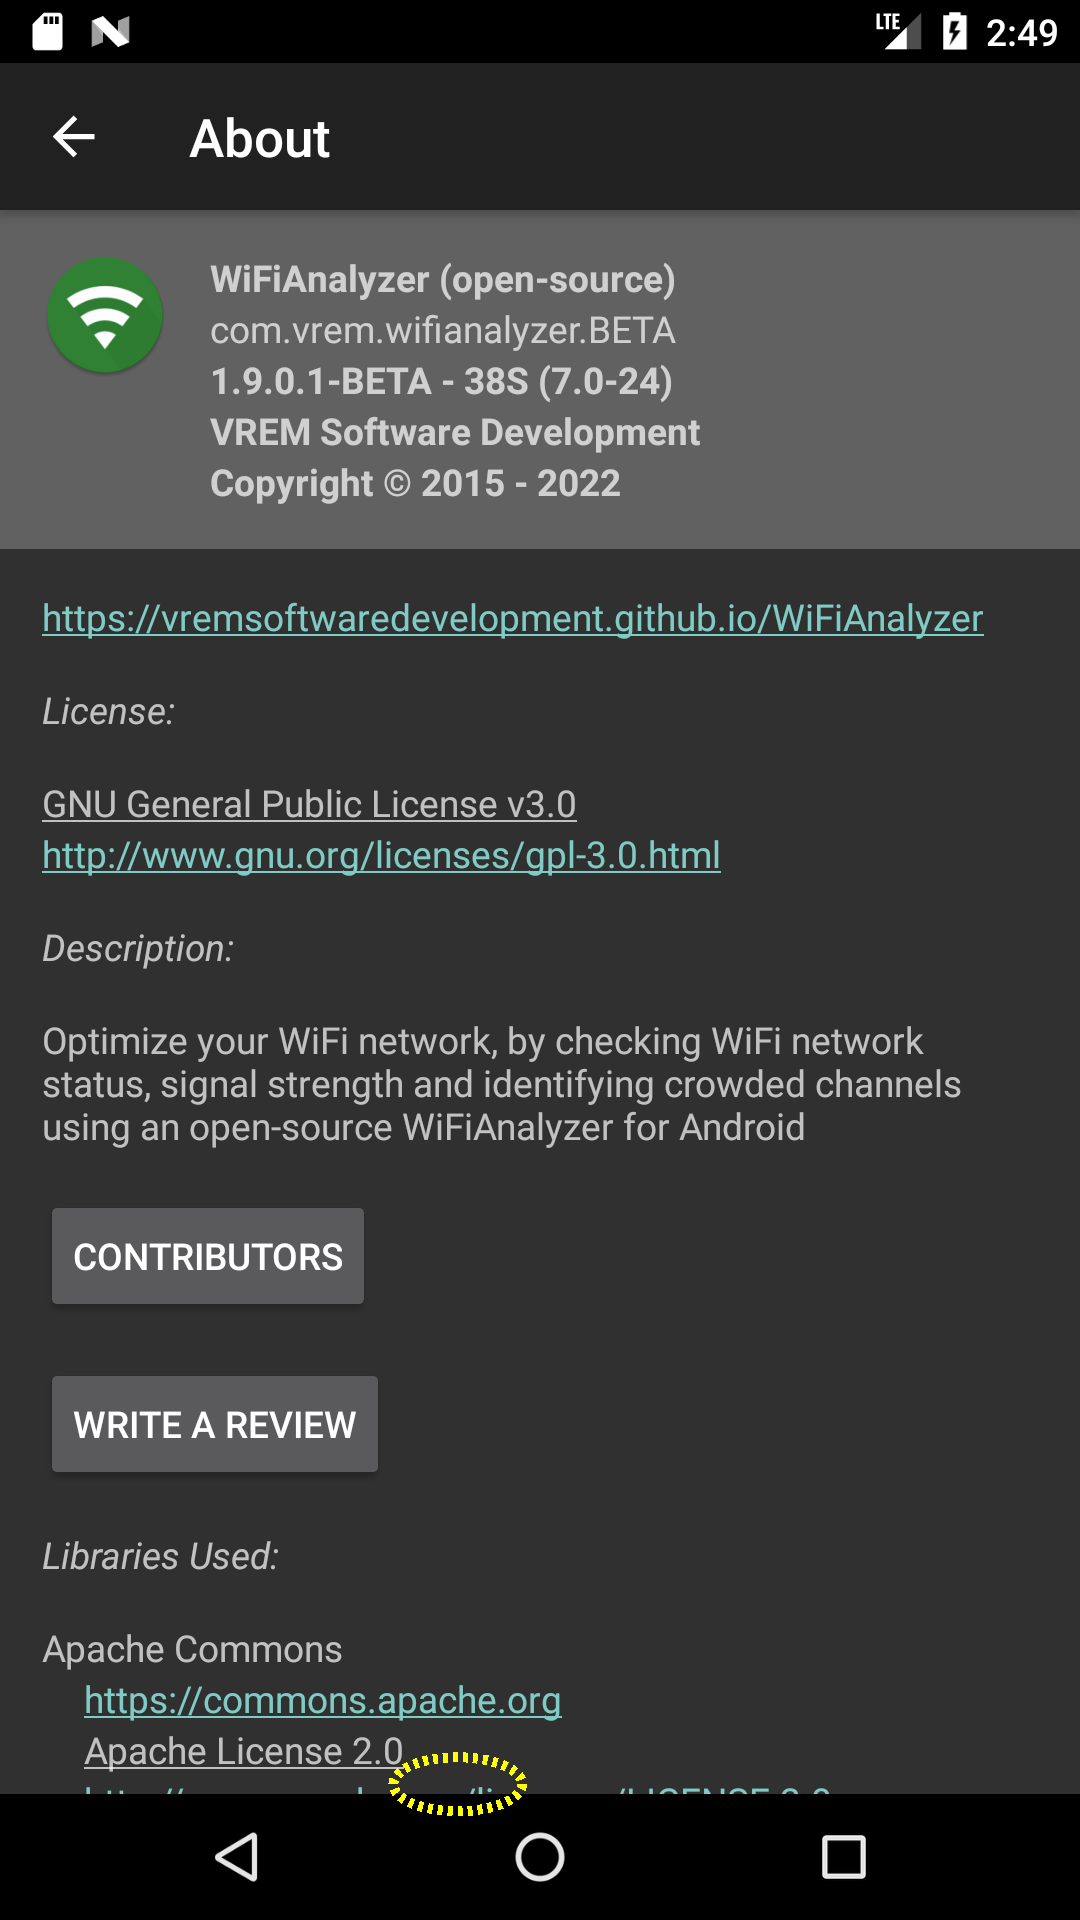 LTE 2:49
About
WiFiAnalyzer (open-source)
com.vrem.wifianalyzer.BETA
1.9.0.1-BETA - 38S (7.0-24)
VREM Software Development
Copyright © 2015 - 2022
https://vremsoftwaredevelopment.github.io/WiFiAnalyzer
License:
GNU General Public License v3.0
http://www.gnu.org/licenses/gpl-3.0.html
Description:
Optimize your WiFi network, by checking WiFi network
status, signal strength and identifying crowded channels
using an open-source WiFiAnalyzer for Android
CONTRIBUTORS
WRITE A REVIEW
Libraries Used:
Apache Commons
https://commons.apache.org
Apache License 2.0